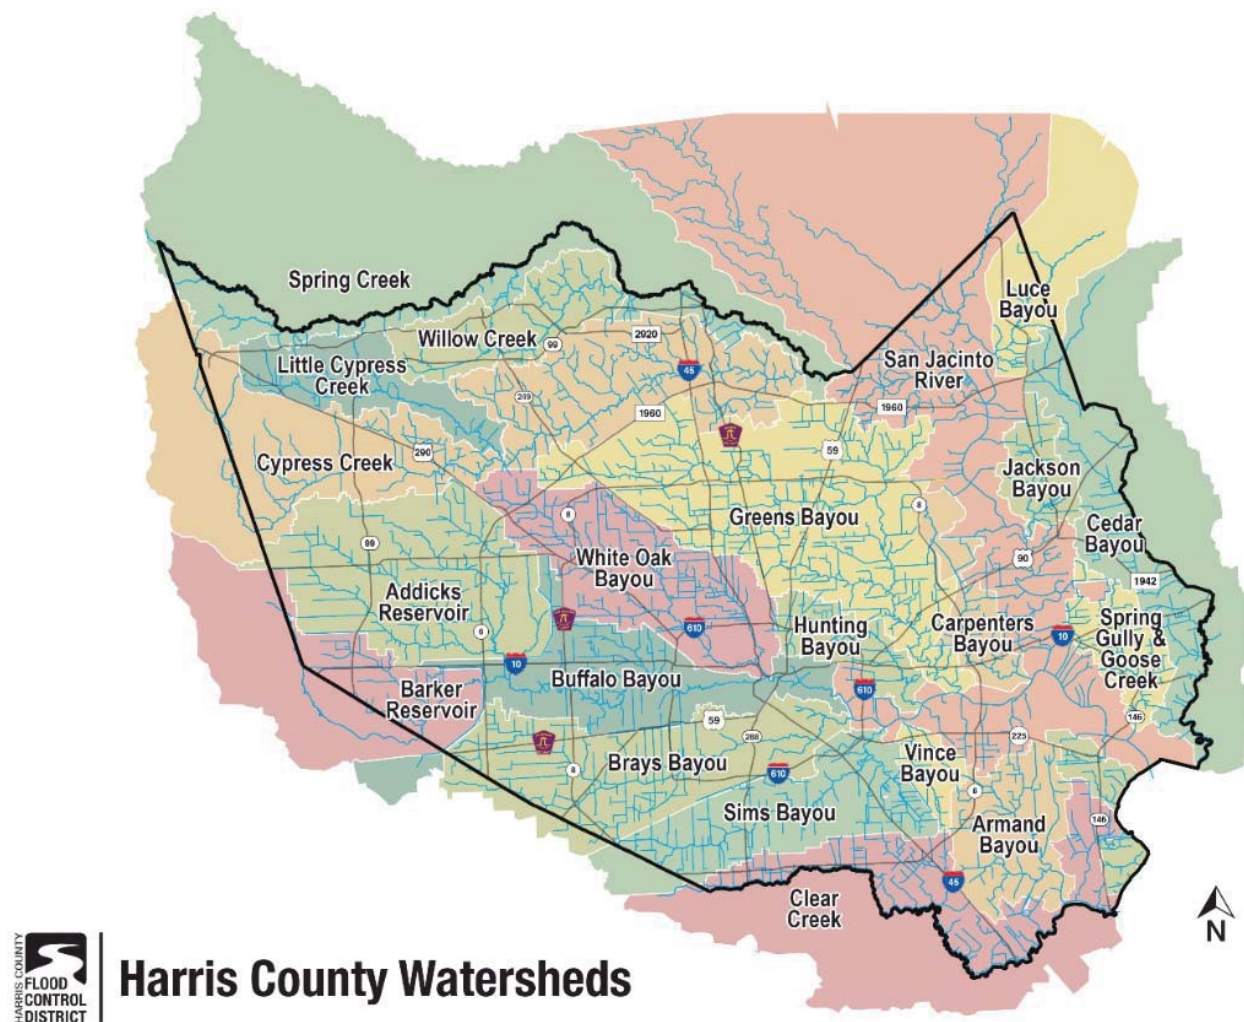 Spring Creek
Luce
Bayou
Willow Creek
99
2920
Little Cypress
Creek
45
San Jacinto
River
249
1960
1960
Cypress Creek
290
59
Jackson
Bayou
8
Greens Bayou
8
Cedar
Bayou
99
White Oak
Bayou
90
1942
Addicks
Reservoir
6
610
Hunting
Bayou
Carpenters
Bayou
10
Spring
Gully &
Goose
Creek
10
Buffalo Bayou
610
Barker
Reservoir
59
288
225
146
Brays Bayou
8
610
Vince
Bayou
6
Sims Bayou
Armand
Bayou
146
45
Clear
Creek
N
HARRIS COUNTY
FLOOD
CONTROL
DISTRICT
Harris County Watersheds